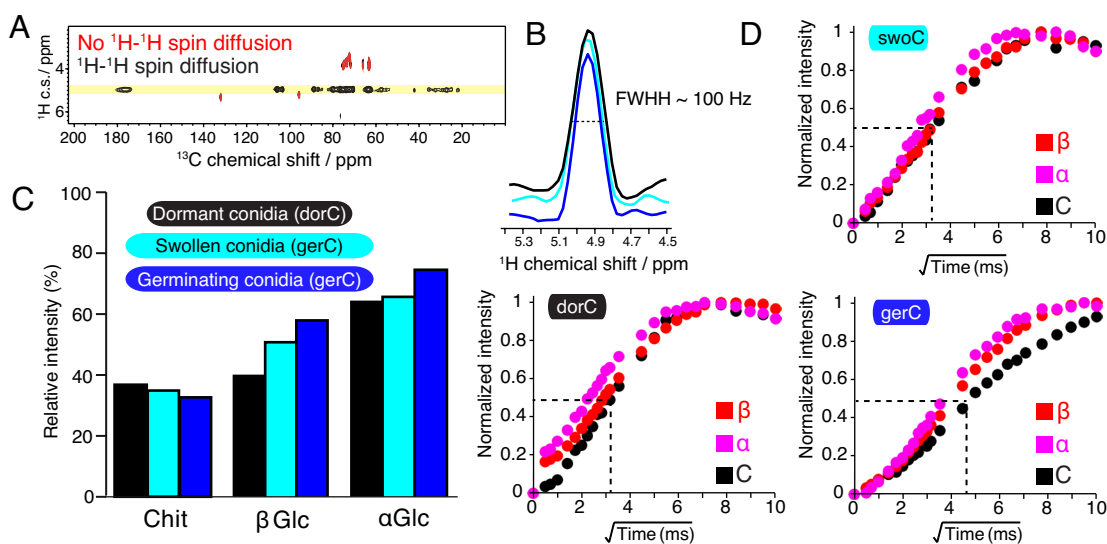 A
No ¹H-¹H spin diffusion
¹H-¹H spin diffusion
¹H c.s./ ppm
4
6
200 180 160 140 120 100 80 60 40 20
¹³C chemical shift / ppm
B
FWHH ~ 100 Hz
5.3 5.1 4.9 4.7 4.5
¹H chemical shift / ppm
C
Relative intensity (%)
100
80
60
40
20
0
Dormant conidia (dorC)
Swollen conidia (gerC)
Germinating conidia (gerC)
Chit βGlc αGlc
D
swoC
Normalized intensity
1
0.8
0.6
0.4
0.2
0
β
α
C
0 2 4 6 8 10
√Time (ms)
dorC
Normalized intensity
1
0.8
0.6
0.4
0.2
0
β
α
C
0 2 4 6 8 10
√Time (ms)
gerC
Normalized intensity
1
0.8
0.6
0.4
0.2
0
β
α
C
0 2 4 6 8 10
√Time (ms)